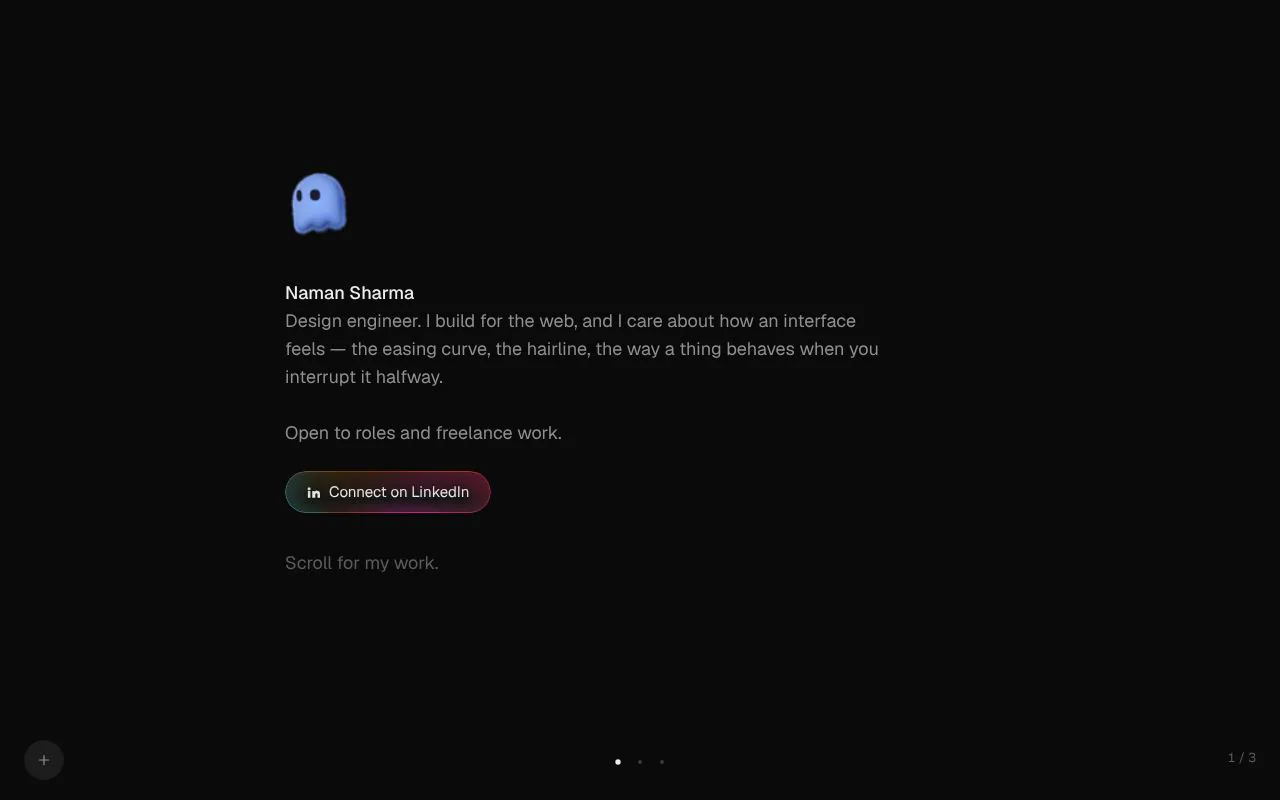 Naman Sharma
Design engineer. I build for the web, and I care about how an interface
feels — the easing curve, the hairline, the way a thing behaves when you
interrupt it halfway.
Open to roles and freelance work.
in Connect on LinkedIn
Scroll for my work.
+
1 / 3